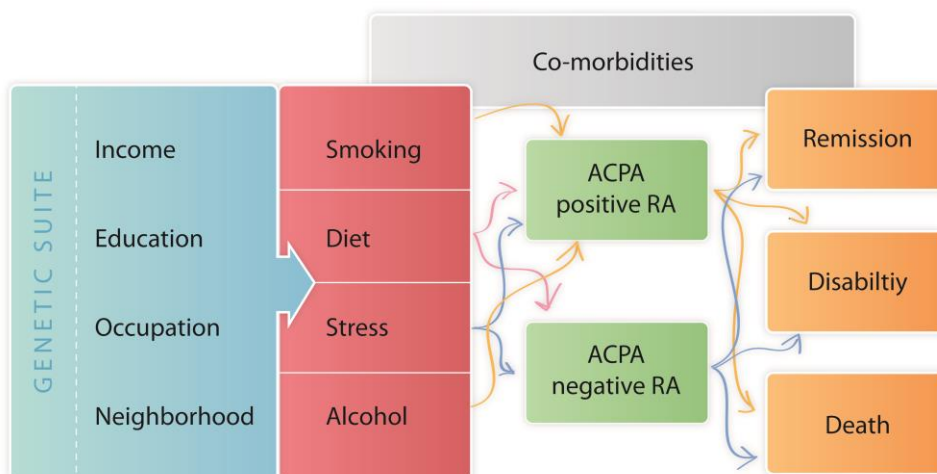 Co-morbidities
GENETIC SUITE
Income
Education
Occupation
Neighborhood
Smoking
Diet
Stress
Alcohol
ACPA
positive RA
ACPA
negative RA
Remission
Disabiltiy
Death